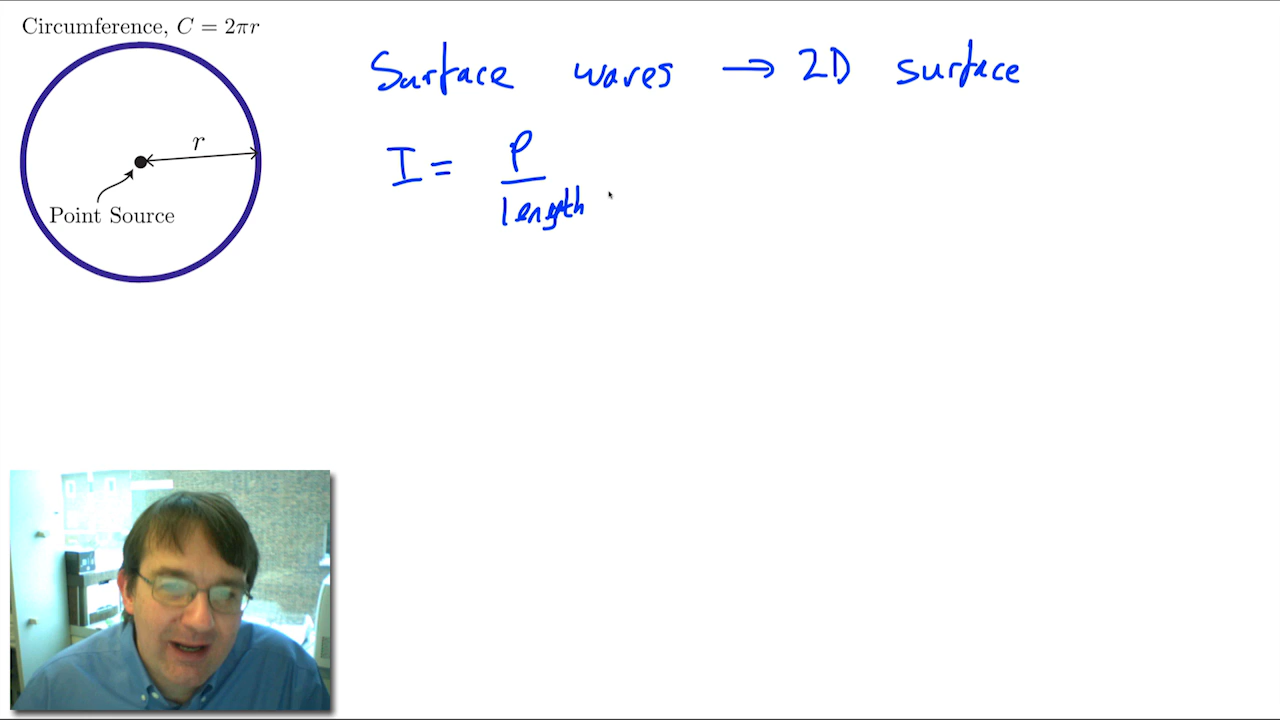 Circumference, C = 2πr
r
Point Source
Surface waves → 2D surface
I = P
length